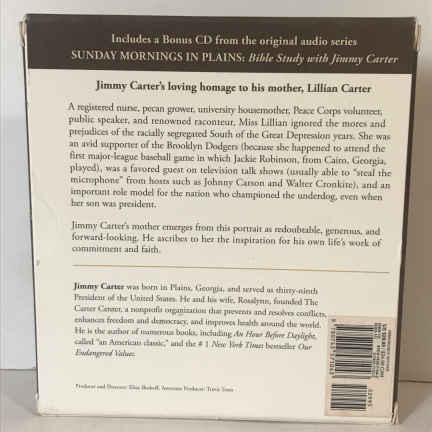 Includes a Bonus CD from the original audio series
SUNDAY MORNINGS IN PLAINS: Bible Study with Jimmy Carter
Jimmy Carter's loving homage to his mother, Lillian Carter
A registered nurse, pecan grower, university housemother, Peace Corps volunteer,
public speaker, and renowned raconteur, Miss Lillian ignored the mores and
prejudices of the racially segregated South of the Great Depression years. She was
an avid supporter of the Brooklyn Dodgers (because she happened to attend the
first major-league baseball game in which Jackie Robinson, from Cairo, Georgia,
played), was a favored guest on television talk shows (usually able to "steal the
microphone" from hosts such as Johnny Carson and Walter Cronkite), and an
important role model for the nation who championed the underdog, even when
her son was president.
Jimmy Carter's mother emerges from this portrait as redoubtable, generous, and
forward-looking. He ascribes to her the inspiration for his own life's work of
commitment and faith.
Jimmy Carter was born in Plains, Georgia, and served as thirty-ninth
President of the United States. He and his wife, Rosalynn, founded The
Carter Center, a nonprofit organization that prevents and resolves conflicts,
enhances freedom and democracy, and improves health around the world.
He is the author of numerous books, including An Hour Before Daylight,
called "an American classic," and the # 1 New York Times bestseller Our
Endangered Values.
Producer and Director: Elisa Associate Producer: Travis